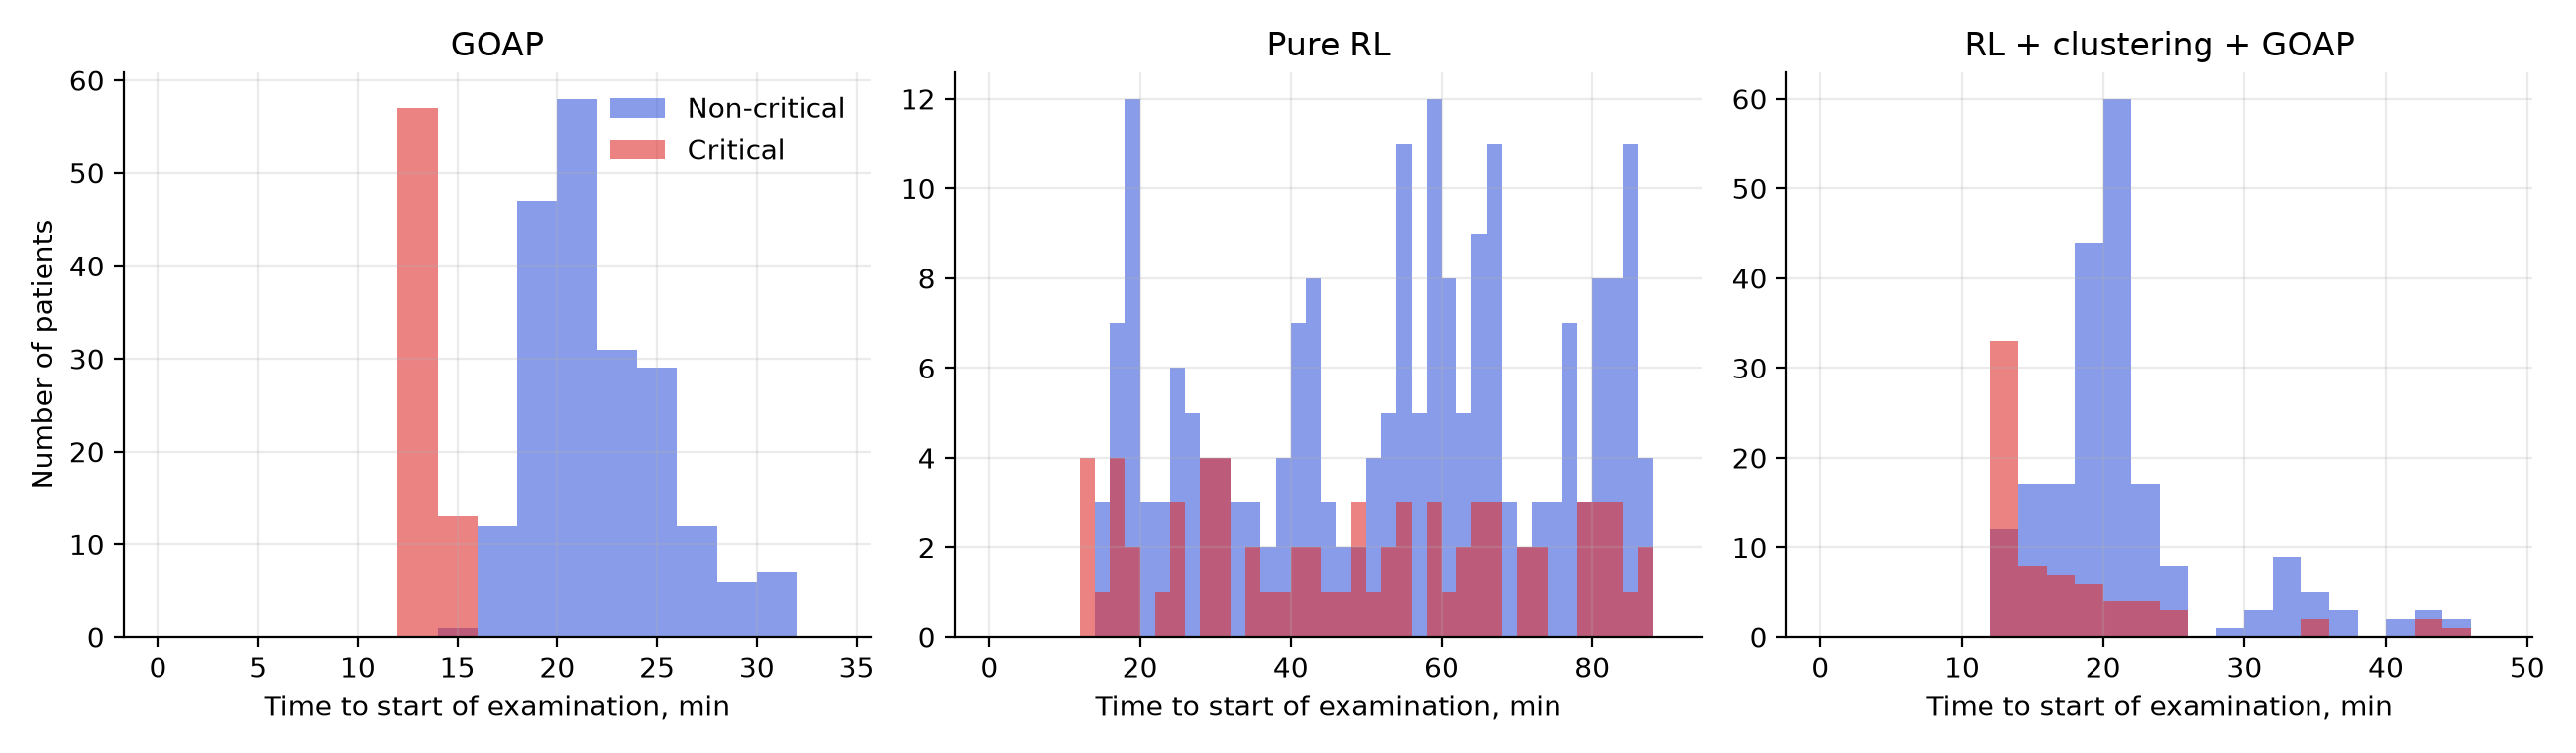 GOAP
Pure RL
RL + clustering + GOAP
Number of patients
60
50
40
30
20
10
0
Non-critical
Critical
0 5 10 15 20 25 30 35
Time to start of examination, min
12
10
8
6
4
2
0
0 20 40 60 80
Time to start of examination, min
60
50
40
30
20
10
0
0 10 20 30 40 50
Time to start of examination, min